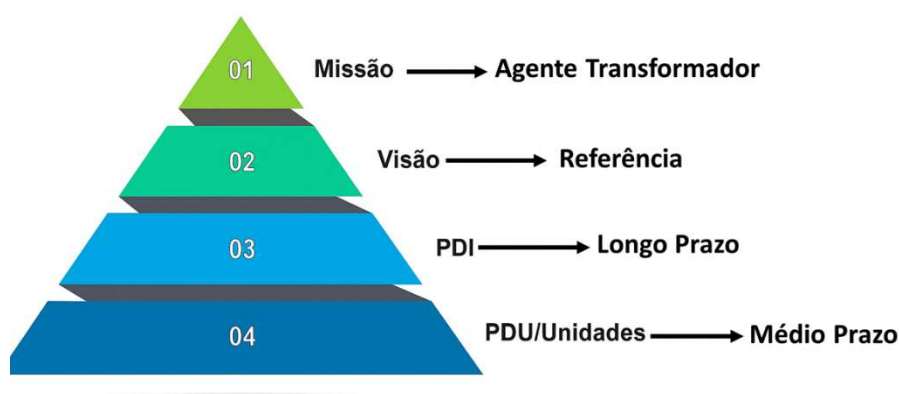 01 Missão Agente Transformador
02 Visão Referência
03 PDI Longo Prazo
04 PDU/Unidades Médio Prazo